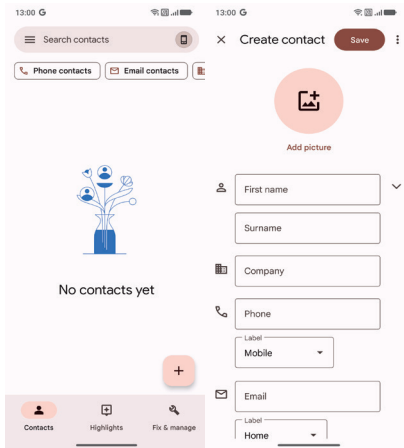 13:00 G
Search contacts
Phone contacts
Email contacts
No contacts yet
+
Contacts
Highlights
Fix & manage
13:00 G
Create contact
Save
Add picture
First name
Surname
Company
Phone
Label
Mobile
Email
Label
Home